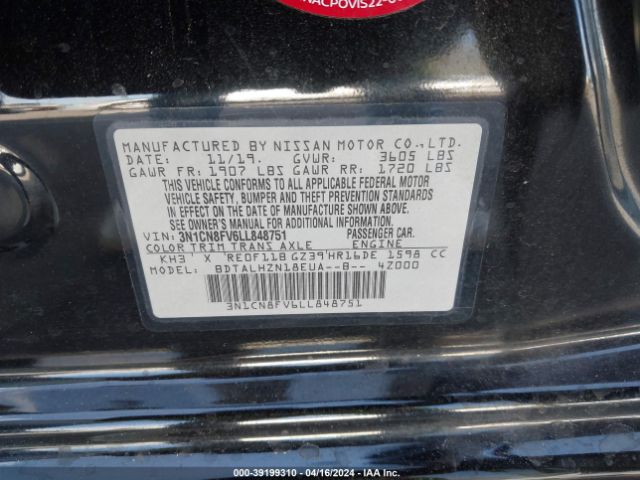 NACPOVIS22-0
MANUFACTURED BY NISSAN MOTOR CO., LTD.
DATE: 11/19. GVWR: 3605 LBS
GAWR FR: 1907 LBS GAWR RR: 1720 LBS
THIS VEHICLE CONFORMS TO ALL APPLICABLE FEDERAL MOTOR
VEHICLE SAFETY, BUMPER AND THEFT PREVENTION STANDARDS
IN EFFECT ON THE DATE OF MANUFACTURE SHOWN ABOVE.
SEE OWNER'S MANUAL FOR ADDITIONAL INFORMATION.
VIN: 3N1CN8FV6LL848751 PASSENGER CAR.
COLOR TRIM TRANS AXLE ENGINE
KH3 X RE0F11B GZ39 HR16DE 1598 CC
MODEL: BDTALHZN18EUA--B-- 4Z000
3N1CN8FV6LL848751
000-39199310 | 04/16/2024 | IAA Inc.